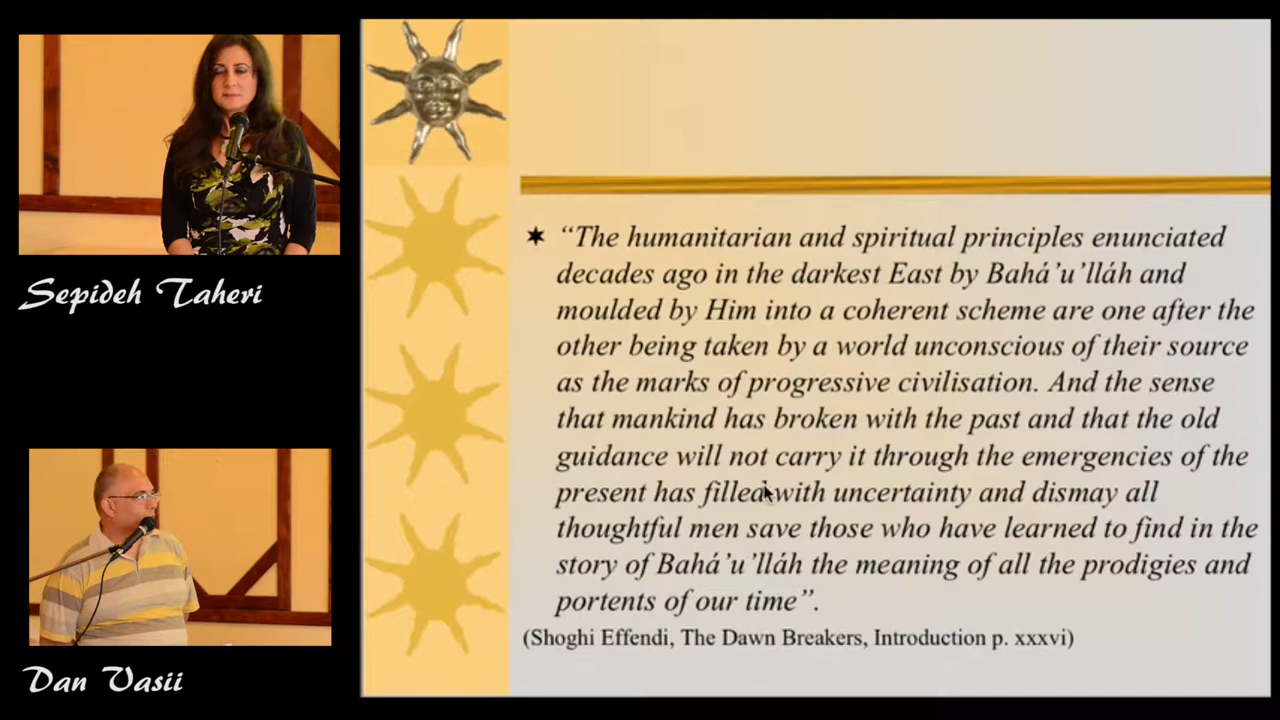 Sepideh Taheri
Dan Vasii
“The humanitarian and spiritual principles enunciated
decades ago in the darkest East by Bahá’u’lláh and
moulded by Him into a coherent scheme are one after the
other being taken by a world unconscious of their source
as the marks of progressive civilisation. And the sense
that mankind has broken with the past and that the old
guidance will not carry it through the emergencies of the
present has filled with uncertainty and dismay all
thoughtful men save those who have learned to find in the
story of Bahá’u’lláh the meaning of all the prodigies and
portents of our time”.
(Shoghi Effendi, The Dawn Breakers, Introduction p. xxxvi)